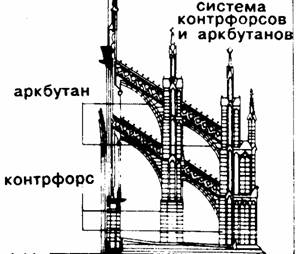 система
контрфорсов
и аркбутанов
аркбутан
контрфорс